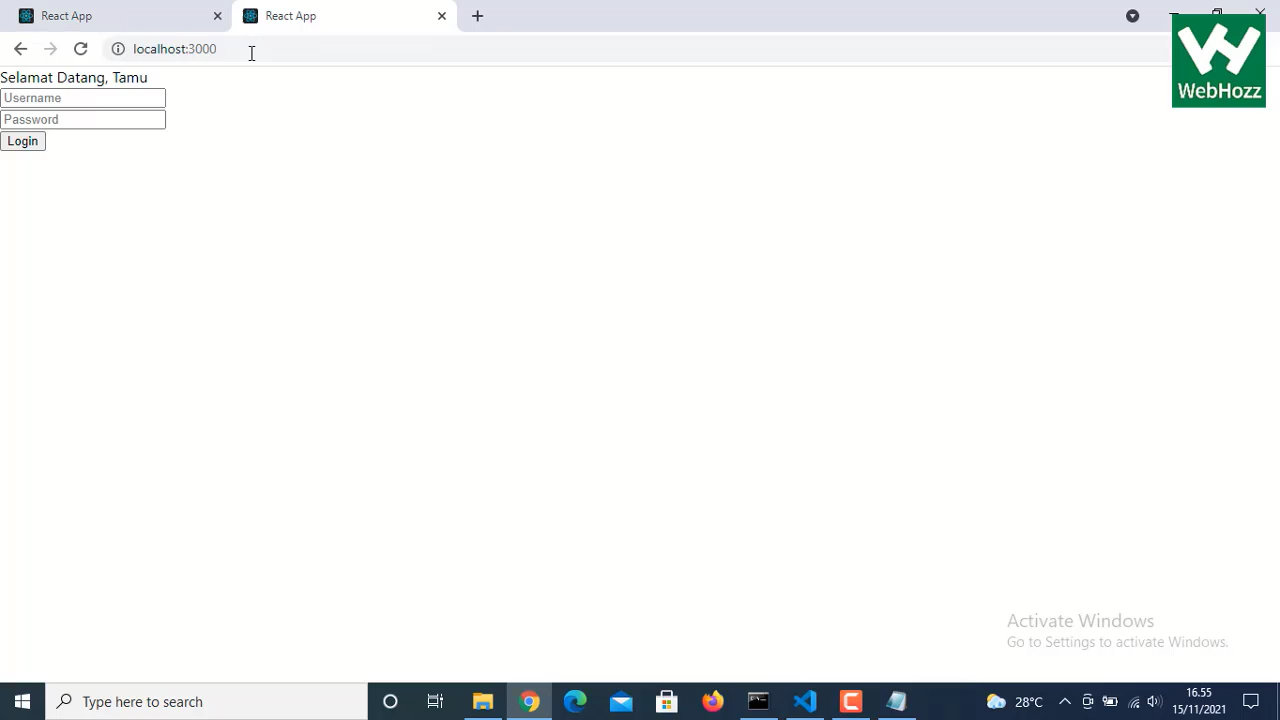 React App
React App
localhost:3000
WebHozz
Selamat Datang, Tamu
Username
Password
Login
Activate Windows
Go to Settings to activate Windows.
Type here to search
28°C
16.55
15/11/2021